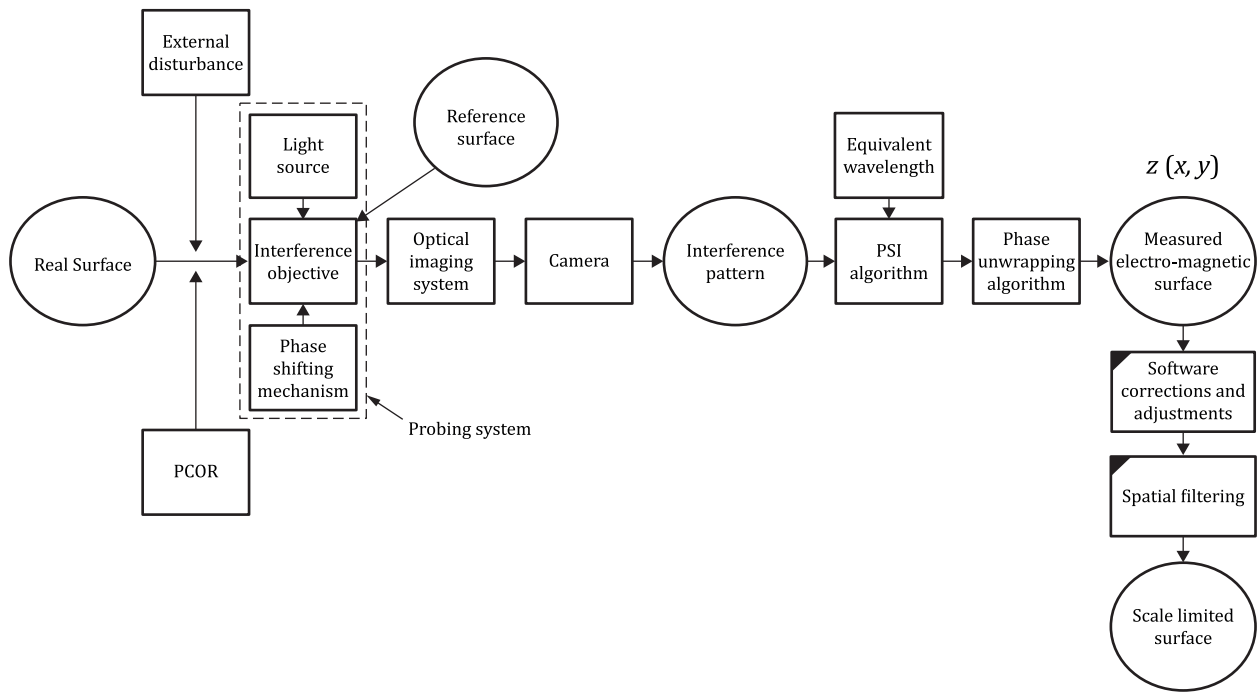 External
disturbance
Light
source
Reference
surface
Equivalent
wavelength
z (x, y)
Real Surface
Interference
objective
Optical
imaging
system
Camera
Interference
pattern
PSI
algorithm
Phase
unwrapping
algorithm
Measured
electro-magnetic
surface
Phase
shifting
mechanism
Probing system
PCOR
Software
corrections and
adjustments
Spatial filtering
Scale limited
surface